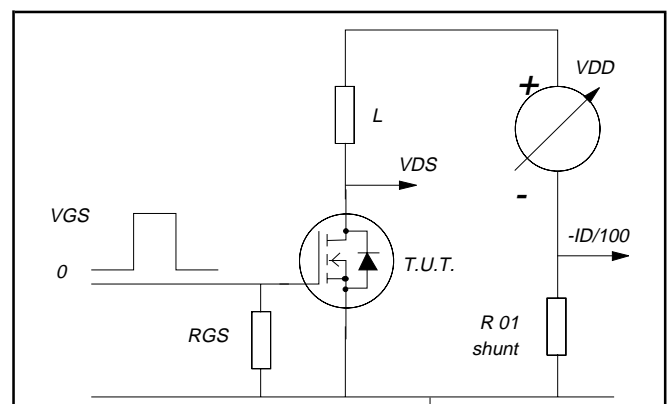 +
VDD
L
VDS
-
VGS
-ID/100
0
T.U.T.
RGS
R 01
shunt